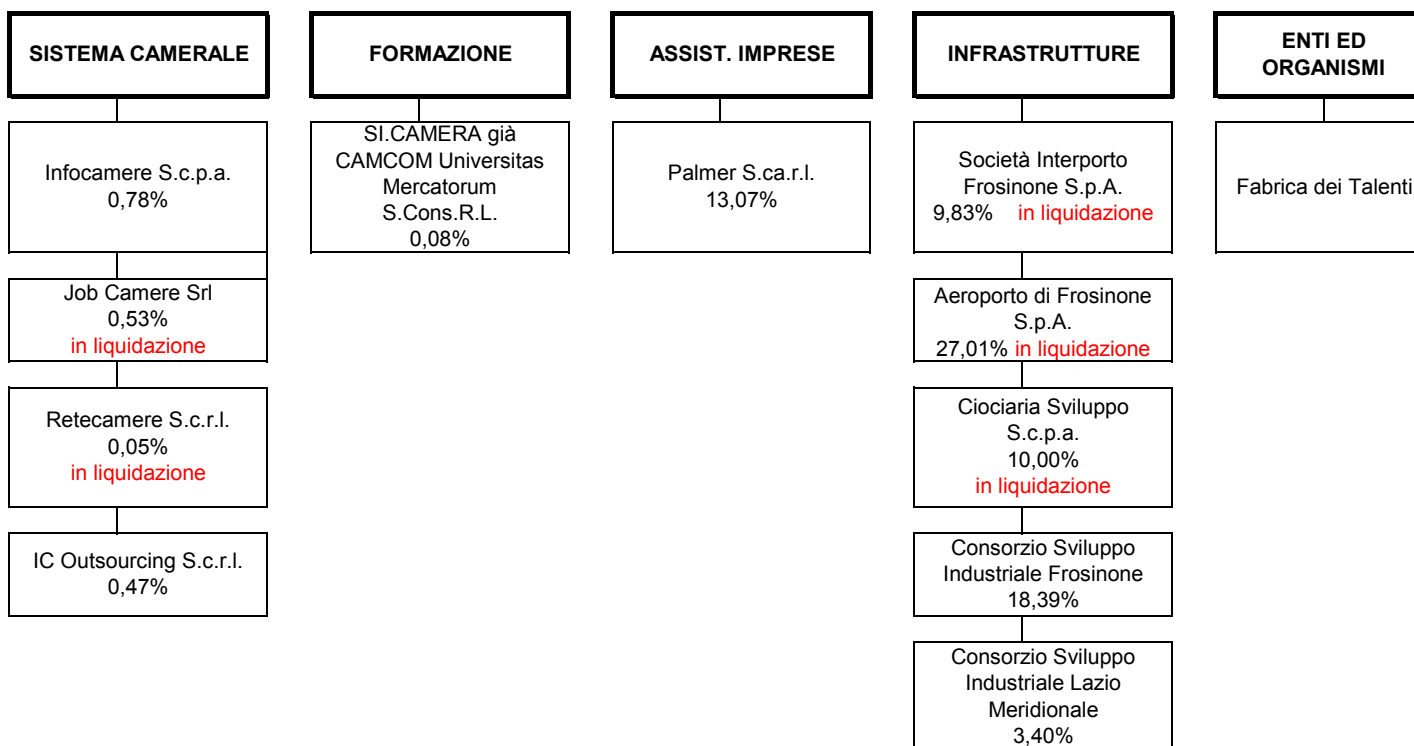 SISTEMA CAMERALE
Infocamere S.c.p.a.
0,78%
Job Camere Srl
0,53%
in liquidazione
Retecamere S.c.r.l.
0,05%
in liquidazione
IC Outsourcing S.c.r.l.
0,47%
FORMAZIONE
SI.CAMERA già
CAMCOM Universitas
Mercatorum
S.Cons.R.L.
0,08%
ASSIST. IMPRESE
Palmer S.ca.r.l.
13,07%
INFRASTRUTTURE
Società Interporto
Frosinone S.p.A.
9,83% in liquidazione
Aeroporto di Frosinone
S.p.A.
27,01% in liquidazione
Ciociaria Sviluppo
S.c.p.a.
10,00%
in liquidazione
Consorzio Sviluppo
Industriale Frosinone
18,39%
Consorzio Sviluppo
Industriale Lazio
Meridionale
3,40%
ENTI ED
ORGANISMI
Fabrica dei Talenti